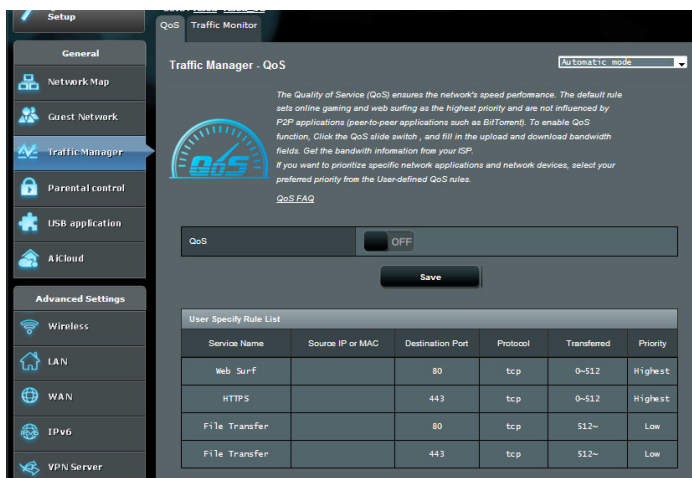 Setup
General
Network Map
Guest Network
Traffic Manager
Parental control
USB application
AiCloud
Advanced Settings
Wireless
LAN
WAN
IPv6
VPN Server
QoS Traffic Monitor
Traffic Manager - QoS
Automatic mode
The Quality of Service (QoS) ensures the network's speed performance. The default rule
sets online gaming and web surfing as the highest priority and are not influenced by
P2P applications (peer-to-peer applications such as BitTorrent). To enable QoS
function, Click the QoS slide switch , and fill in the upload and download bandwidth
fields. Get the bandwith information from your ISP.
If you want to prioritize specific network applications and network devices, select your
preferred priority from the User-defined QoS rules.
QoS FAQ
QoS
QoS OFF
Save
User Specify Rule List
Service Name Source IP or MAC Destination Port Protocol Transferred Priority
Web Surf 80 tcp 0~512 Highest
HTTPS 443 tcp 0~512 Highest
File Transfer 80 tcp 512~ Low
File Transfer 443 tcp 512~ Low